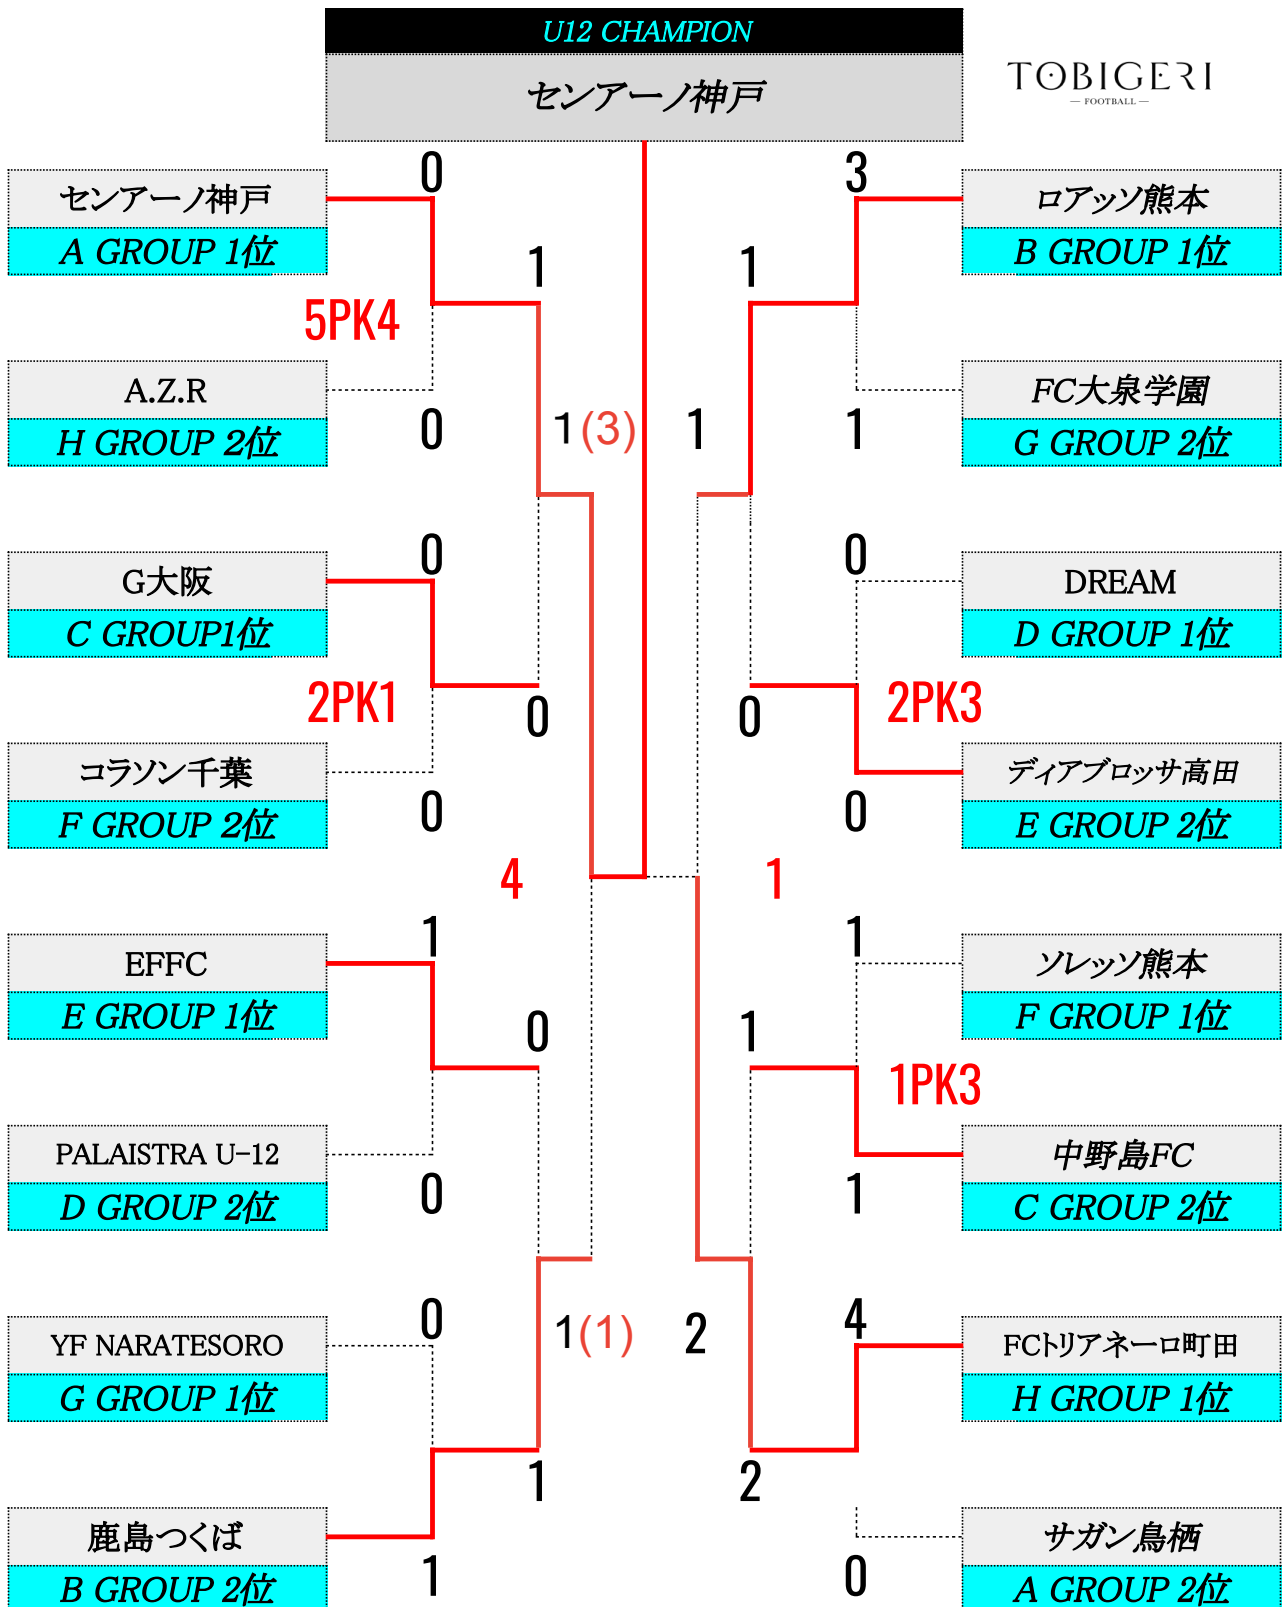 U12 CHAMPION
センアーノ神戸
TOBIGERI
— FOOTBALL —
0
3
センアーノ神戸
A GROUP 1位
ロアッソ熊本
B GROUP 1位
1
1
5PK4
A.Z.R
H GROUP 2位
FC大泉学園
G GROUP 2位
0
1(3)
1
1
0
0
G大阪
C GROUP1位
DREAM
D GROUP 1位
2PK1
0
0
2PK3
コラソン千葉
F GROUP 2位
ディアブロッサ高田
E GROUP 2位
0
0
4
1
1
1
EFFC
E GROUP 1位
ソレッソ熊本
F GROUP 1位
0
1
1PK3
PALAISTRA U-12
D GROUP 2位
中野島FC
C GROUP 2位
0
1
0
1(1)
2
4
YF NARATESORO
G GROUP 1位
FCトリアネーロ町田
H GROUP 1位
1
2
鹿島つくば
B GROUP 2位
サガン鳥栖
A GROUP 2位
1
0